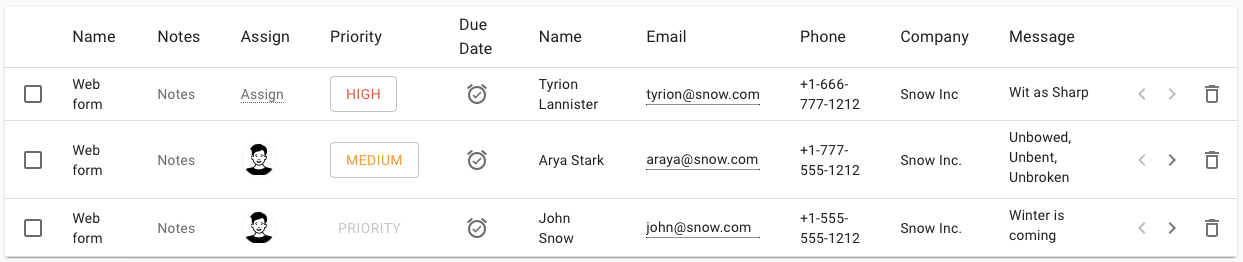 Name Notes Assign Priority Due Date Name Email Phone Company Message
Web form Notes Assign HIGH Tyrion Lannister tyrion@snow.com +1-666-777-1212 Snow Inc Wit as Sharp
Web form Notes MEDIUM Arya Stark araya@snow.com +1-777-555-1212 Snow Inc. Unbowed, Unbent, Unbroken
Web form Notes PRIORITY John Snow john@snow.com +1-555-555-1212 Snow Inc. Winter is coming